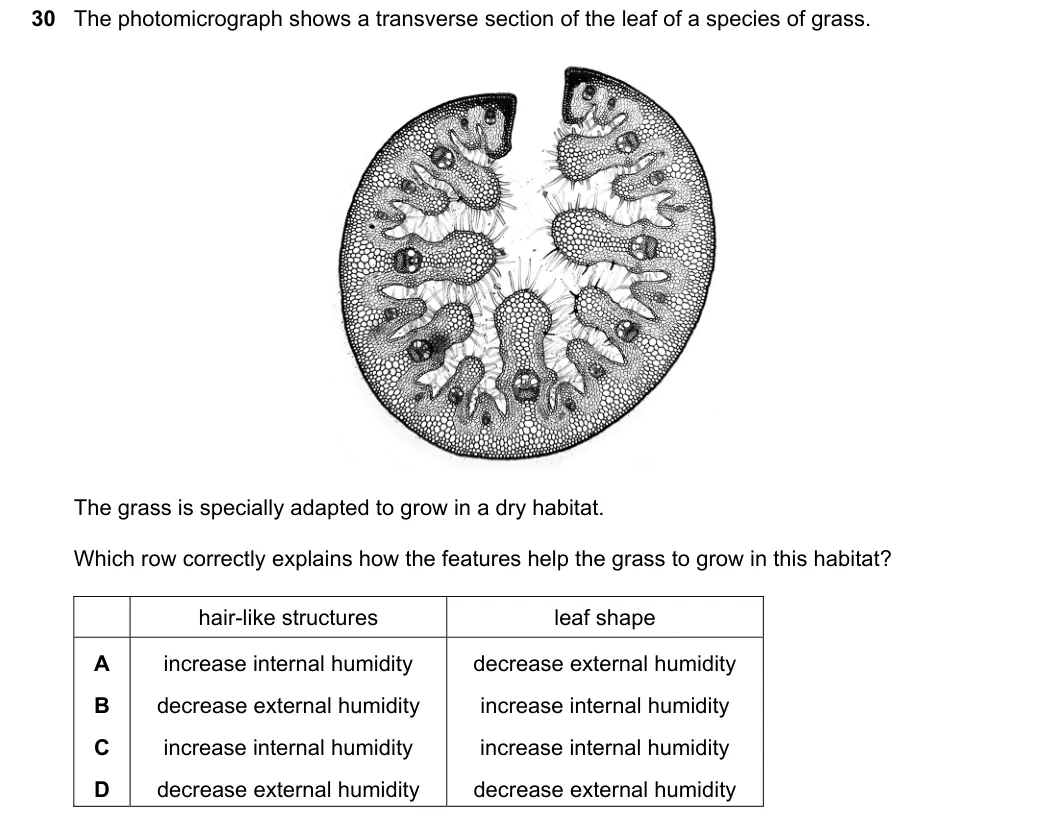 30 The photomicrograph shows a transverse section of the leaf of a species of grass.
The grass is specially adapted to grow in a dry habitat.
Which row correctly explains how the features help the grass to grow in this habitat?
hair-like structures leaf shape
A increase internal humidity decrease external humidity
B decrease external humidity increase internal humidity
C increase internal humidity increase internal humidity
D decrease external humidity decrease external humidity